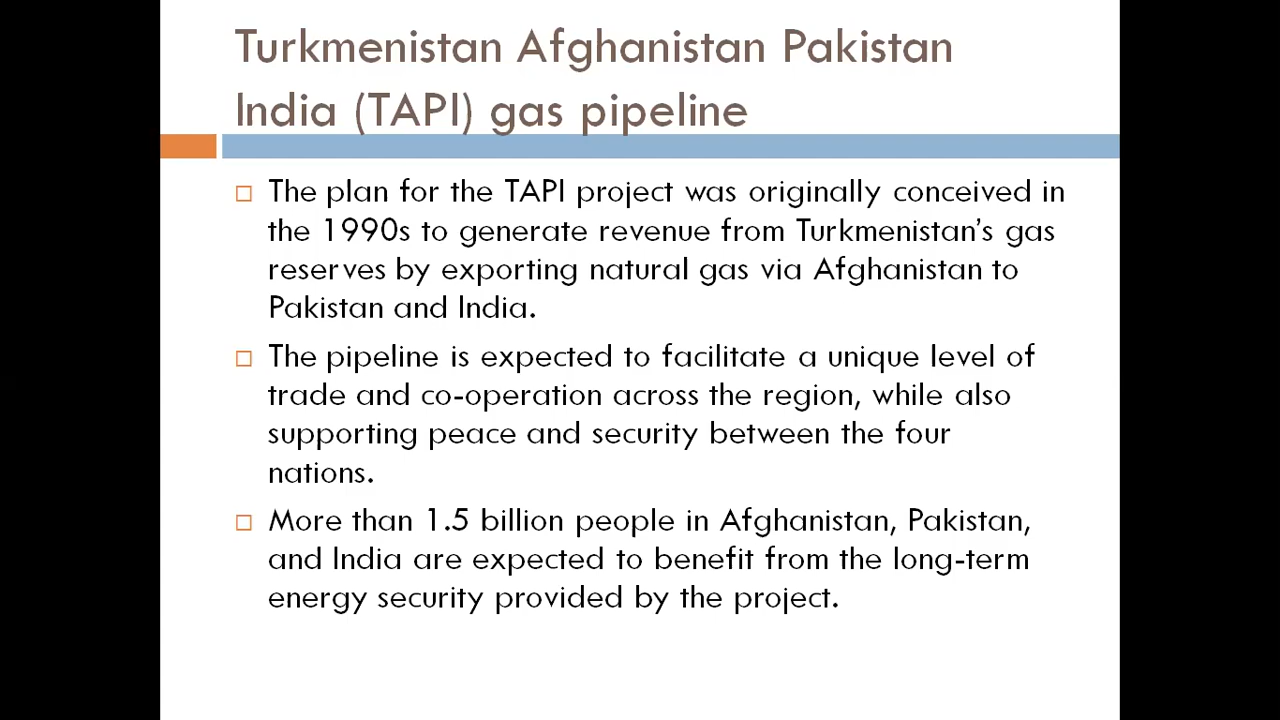 Turkmenistan Afghanistan Pakistan
India (TAPI) gas pipeline
The plan for the TAPI project was originally conceived in
the 1990s to generate revenue from Turkmenistan’s gas
reserves by exporting natural gas via Afghanistan to
Pakistan and India.
The pipeline is expected to facilitate a unique level of
trade and co-operation across the region, while also
supporting peace and security between the four
nations.
More than 1.5 billion people in Afghanistan, Pakistan,
and India are expected to benefit from the long-term
energy security provided by the project.